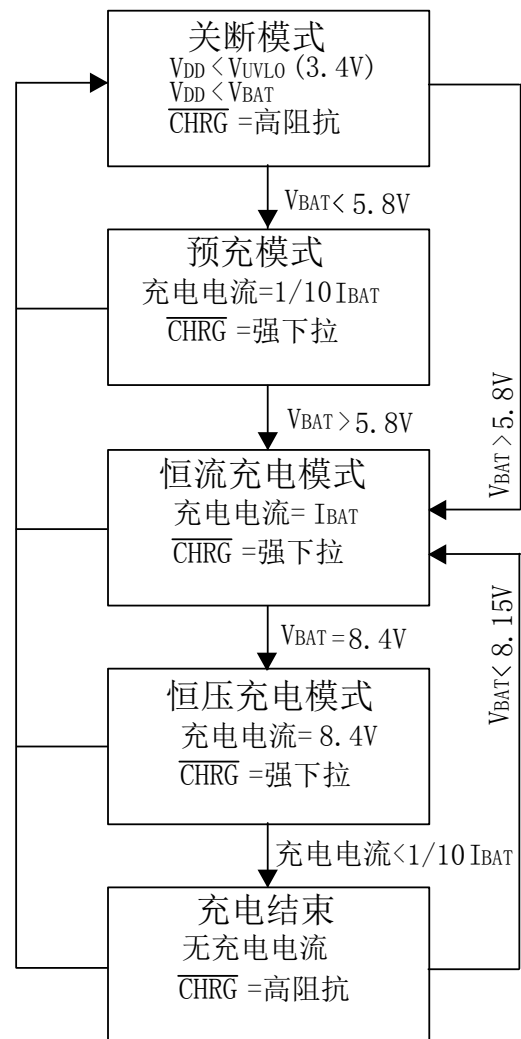 关断模式
VDD<VUVLO(3.4V)
VDD<VBAT
CHRG=高阻抗
VBAT<5.8V
预充模式
充电电流=1/10IBAT
CHRG=强下拉
VBAT>5.8V
VBAT>5.8V
恒流充电模式
充电电流=IBAT
CHRG=强下拉
VBAT=8.4V
VBAT<8.15V
恒压充电模式
充电电流=8.4V
CHRG=强下拉
充电电流<1/10IBAT
充电结束
无充电电流
CHRG=高阻抗